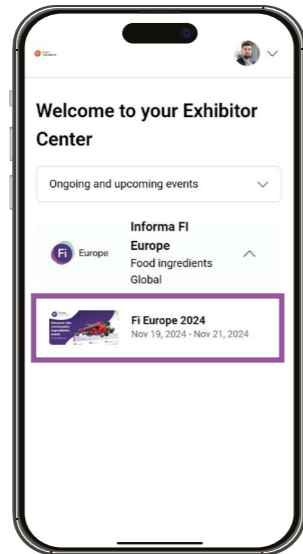 Welcome to your Exhibitor
Center
Ongoing and upcoming events
Fi Europe
Informa FI
Europe
Food ingredients
Global
Fi Europe 2024
Nov 19, 2024 - Nov 21, 2024